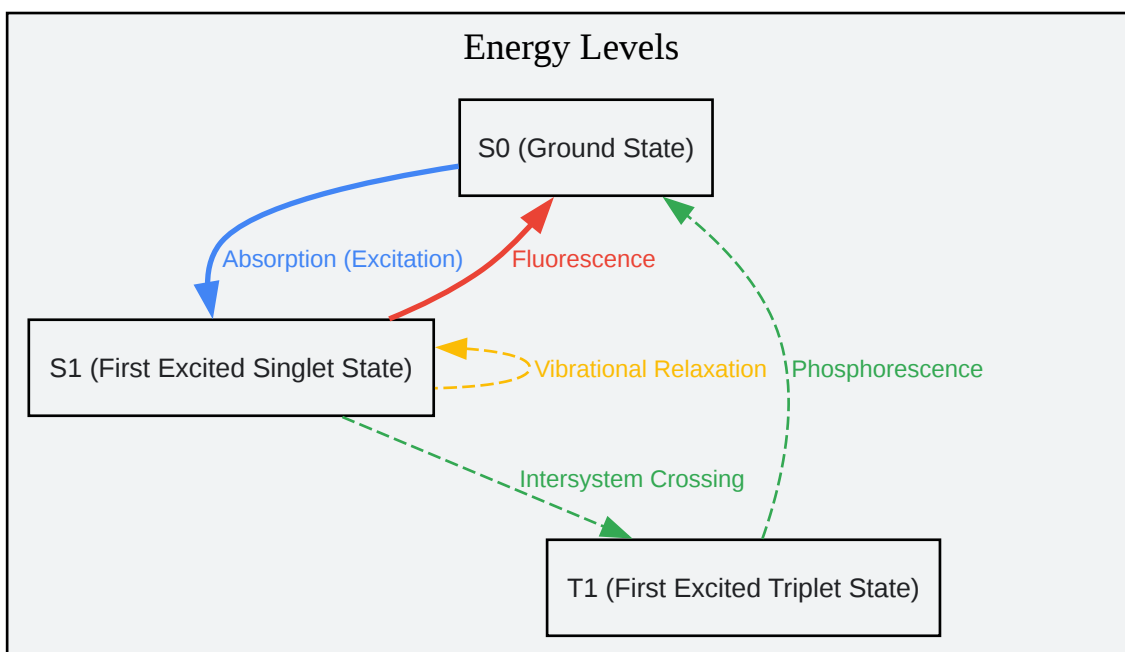 Energy Levels
S0 (Ground State)
Absorption (Excitation)
Fluorescence
S1 (First Excited Singlet State)
Vibrational Relaxation
Phosphorescence
Intersystem Crossing
T1 (First Excited Triplet State)